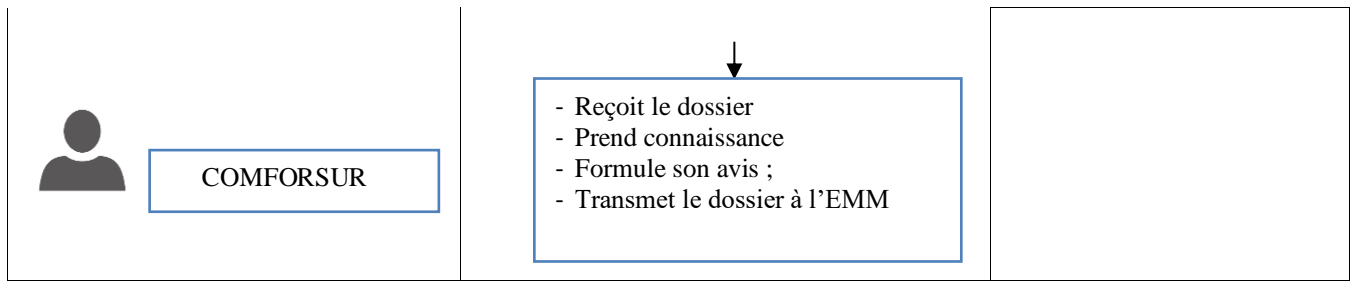 COMFORSUR
- Reçoit le dossier
- Prend connaissance
- Formule son avis ;
- Transmet le dossier à l’EMM